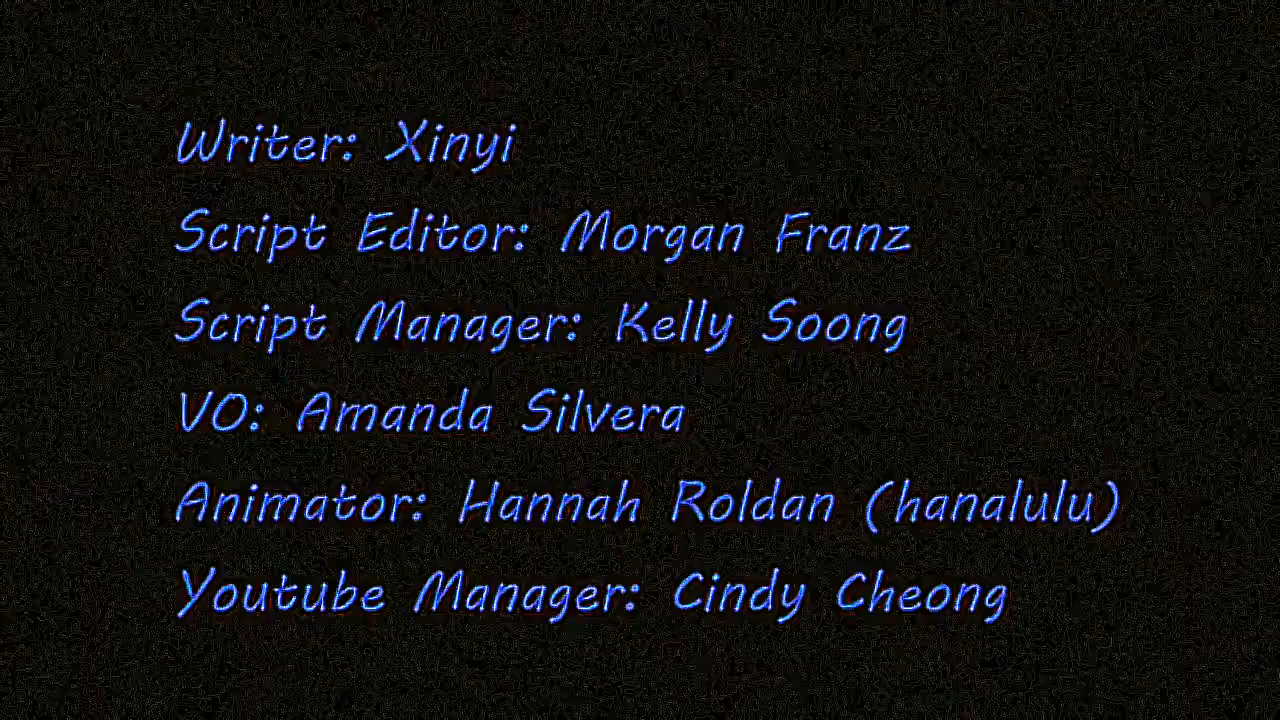 Writer: Xinyi
Script Editor: Morgan Franz
Script Manager: Kelly Soong
VO: Amanda Silvera
Animator: Hannah Roldan (hanalulu)
Youtube Manager: Cindy Cheong